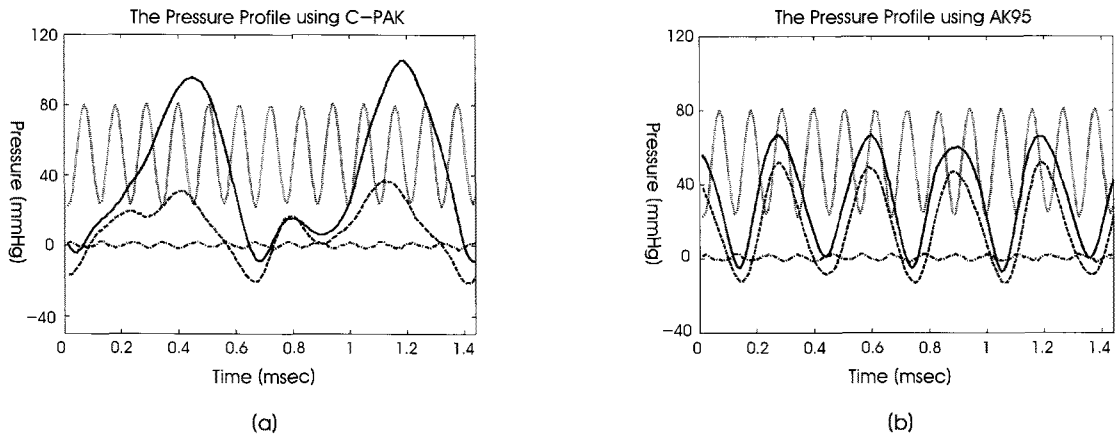 The Pressure Profile using C-PAK
120
80
40
0
-40
Pressure (mmHg)
0 0.2 0.4 0.6 0.8 1 1.2 1.4
Time (msec)
(a)
The Pressure Profile using AK95
120
80
40
0
-40
Pressure (mmHg)
0 0.2 0.4 0.6 0.8 1 1.2 1.4
Time (msec)
(b)